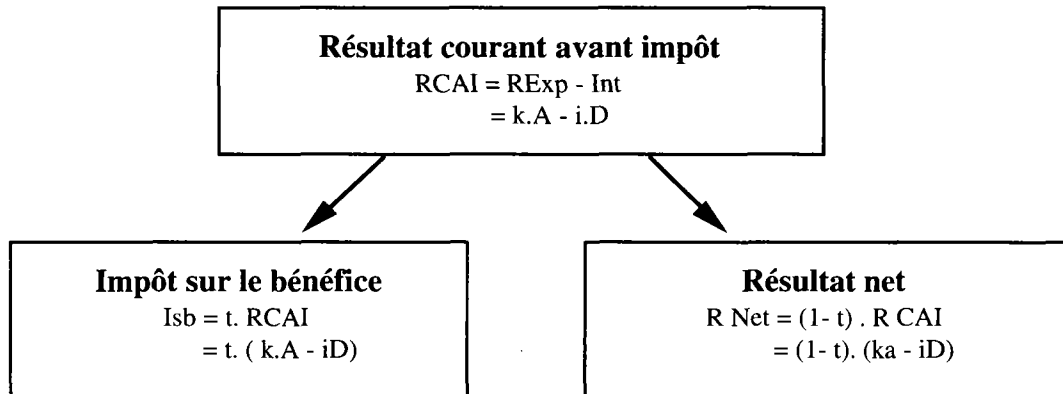 Résultat courant avant impôt
RCAI = RExp - Int
= k.A - i.D
Impôt sur le bénéfice
Isb = t. RCAI
= t. ( k.A - iD)
Résultat net
R Net = (1- t) . R CAI
= (1- t). (ka - iD)